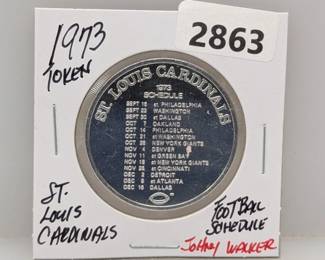 1973
TOKEN
2863
ST. LOUIS CARDINALS
1973
SCHEDULE
SEPT 16 at PHILADELPHIA
SEPT 23 WASHINGTON
SEPT 30 at DALLAS
OCT 7 OAKLAND
OCT 14 PHILADELPHIA
OCT 21 at WASHINGTON
OCT 28 NEW YORK GIANTS
NOV 4 DENVER
NOV 11 at GREEN BAY
NOV 18 at NEW YORK GIANTS
NOV 25 at CINCINNATI
DEC 2 DETROIT
DEC 9 at ATLANTA
DEC 16 DALLAS
ST.
LOUIS
CARDINALS
FOOTBALL
SCHEDULE
JOHNY WALKER